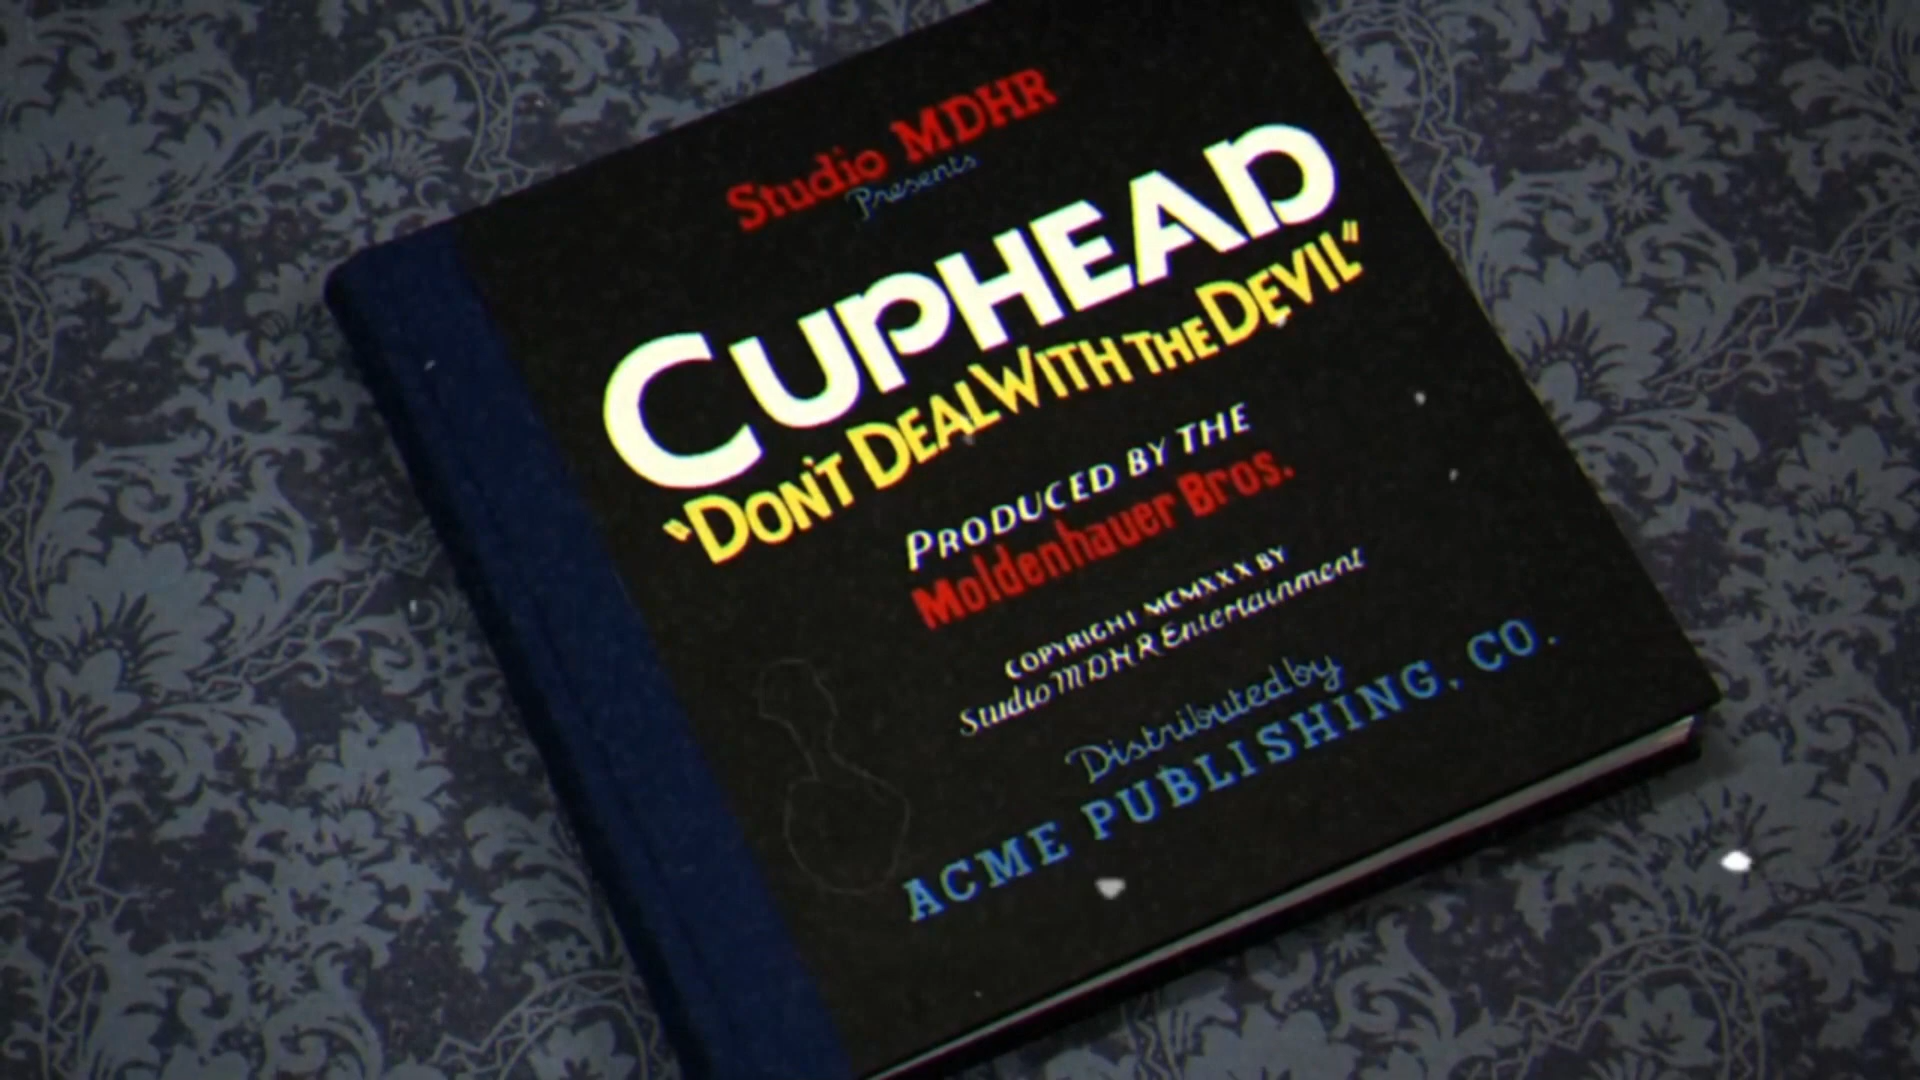 Studio MDHR
Presents
CUPHEAD
"DON'T DEAL WITH THE DEVIL"
PRODUCED BY THE
Moldenhauer Bros.
COPYRIGHT MCMXXX BY
Studio MDHR Entertainment
Distributed by
ACME PUBLISHING, CO.